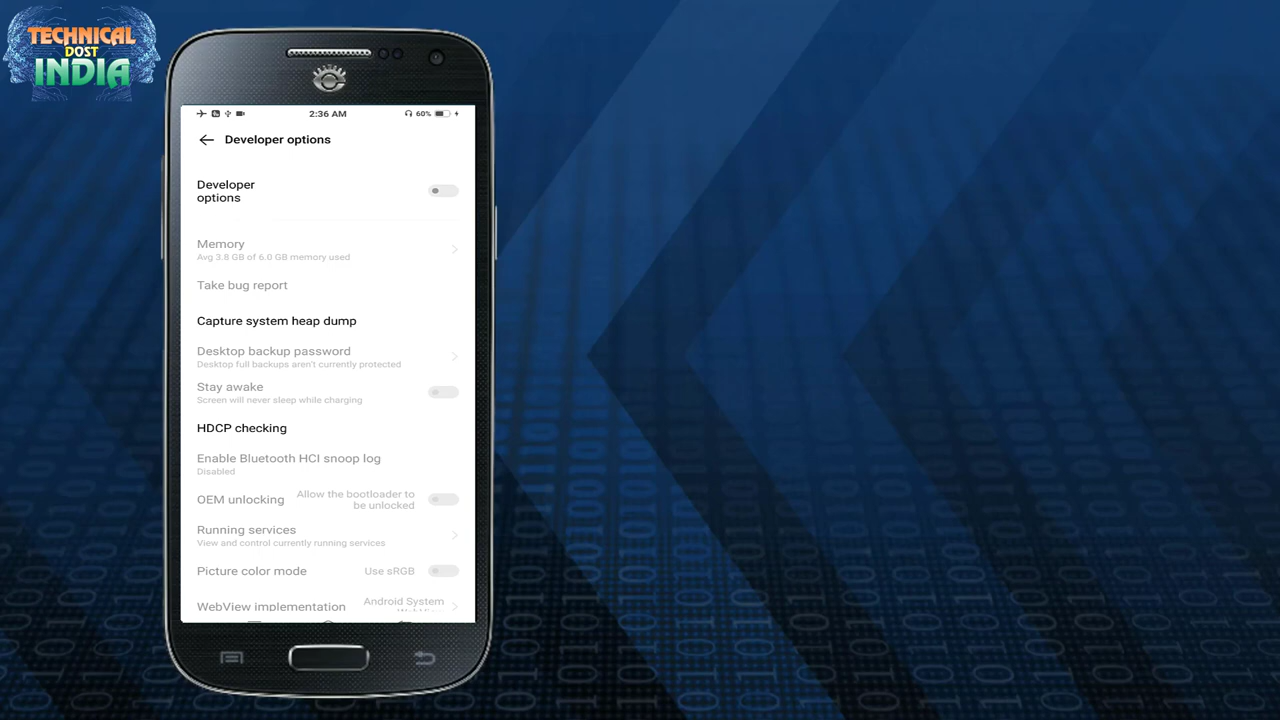 TECHNICAL
DOST
INDIA
2:36 AM
60%
Developer options
Developer
options
Memory
Avg 3.8 GB of 6.0 GB memory used
Take bug report
Capture system heap dump
Desktop backup password
Desktop full backups aren't currently protected
Stay awake
Screen will never sleep while charging
HDCP checking
Enable Bluetooth HCI snoop log
Disabled
OEM unlocking
Allow the bootloader to
be unlocked
Running services
View and control currently running services
Picture color mode
Use sRGB
WebView implementation
Android System